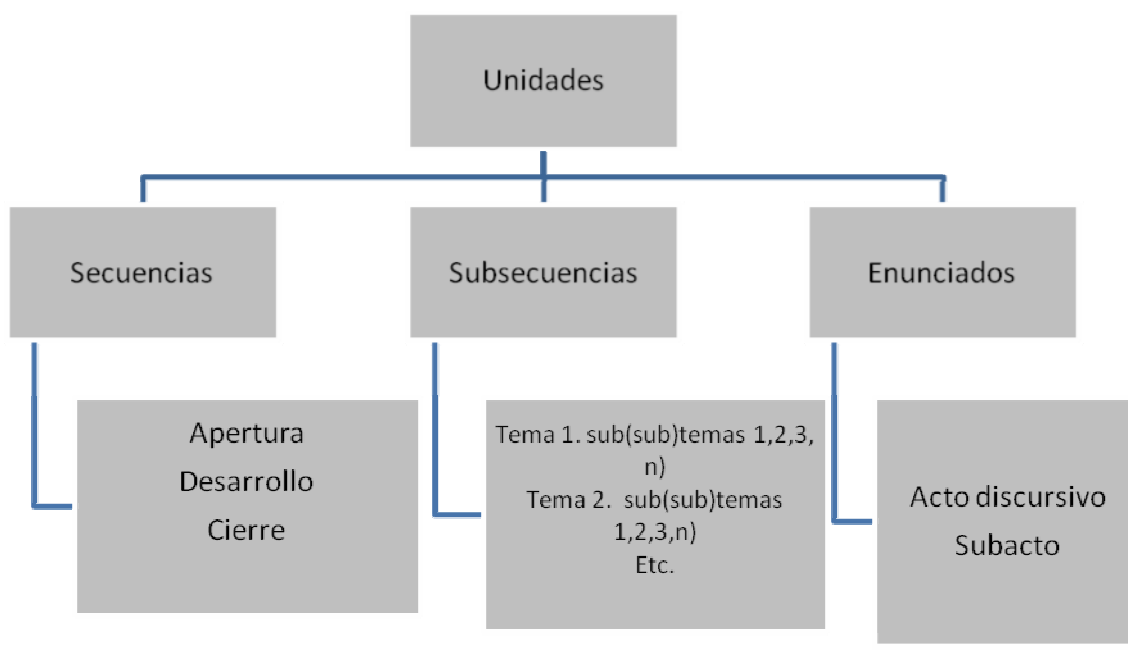 Unidades
Secuencias
Subsecuencias
Enunciados
Apertura
Desarrollo
Cierre
Tema 1. sub(sub)temas 1,2,3,
n)
Tema 2. sub(sub)temas
1,2,3,n)
Etc.
Acto discursivo
Subacto